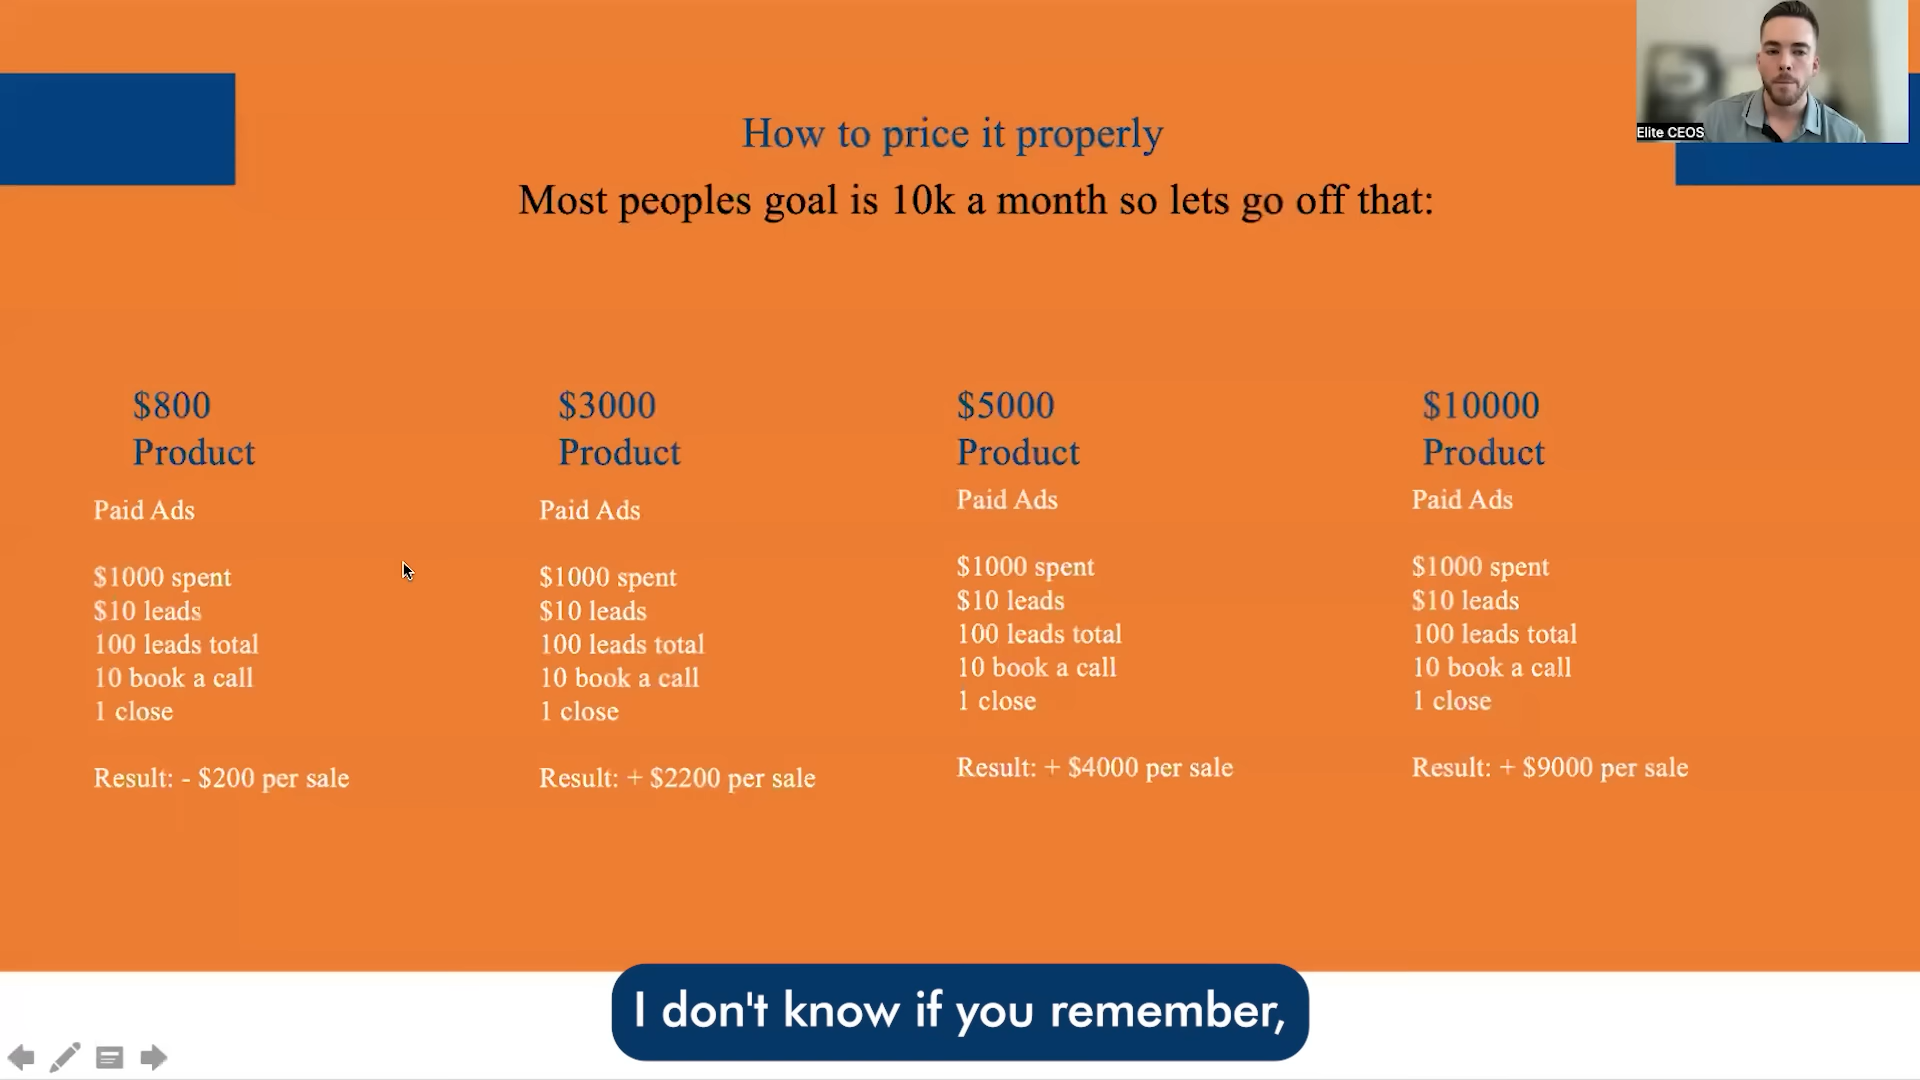 Elite CEOS
How to price it properly
Most peoples goal is 10k a month so lets go off that:
$800
Product
Paid Ads
$1000 spent
$10 leads
100 leads total
10 book a call
1 close
Result: - $200 per sale
$3000
Product
Paid Ads
$1000 spent
$10 leads
100 leads total
10 book a call
1 close
Result: + $2200 per sale
$5000
Product
Paid Ads
$1000 spent
$10 leads
100 leads total
10 book a call
1 close
Result: + $4000 per sale
$10000
Product
Paid Ads
$1000 spent
$10 leads
100 leads total
10 book a call
1 close
Result: + $9000 per sale
I don't know if you remember,